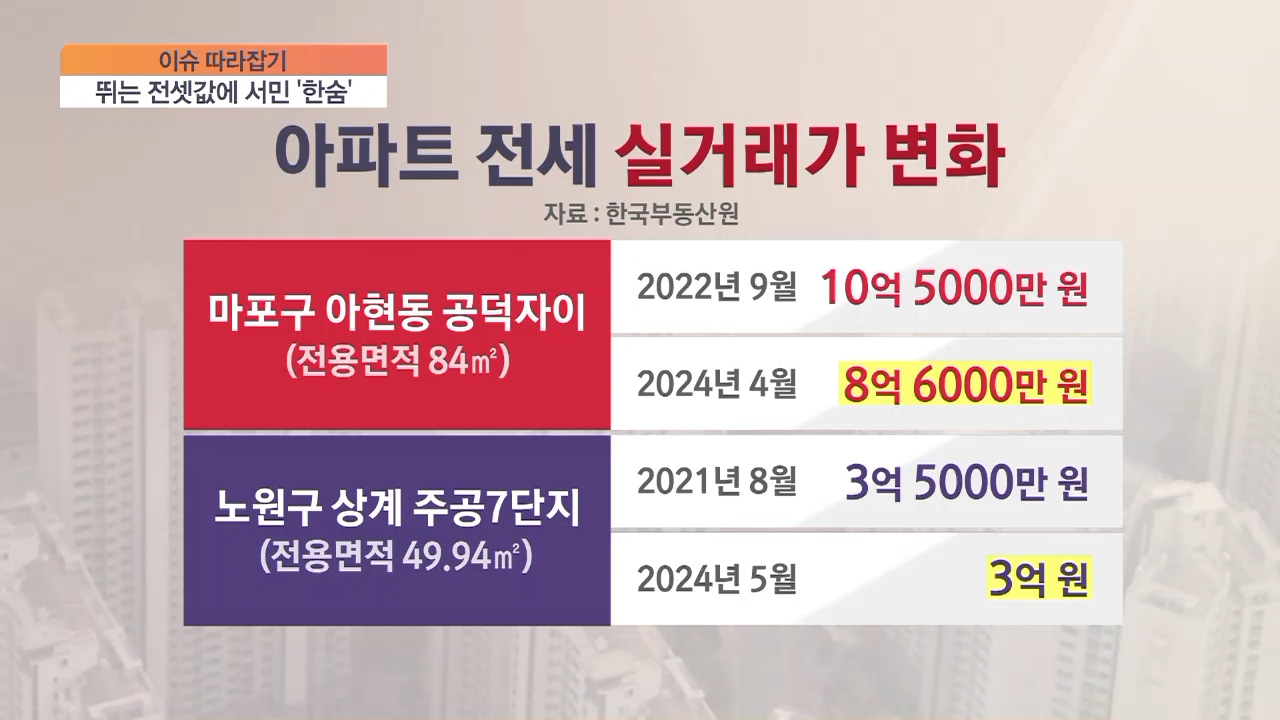 이슈 따라잡기
뛰는 전셋값에 서민 '한숨'
아파트 전세 실거래가 변화
자료 : 한국부동산원
마포구 아현동 공덕자이
(전용면적 84㎡)
2022년 9월 10억 5000만 원
2024년 4월 8억 6000만 원
노원구 상계 주공7단지
(전용면적 49.94㎡)
2021년 8월 3억 5000만 원
2024년 5월 3억 원